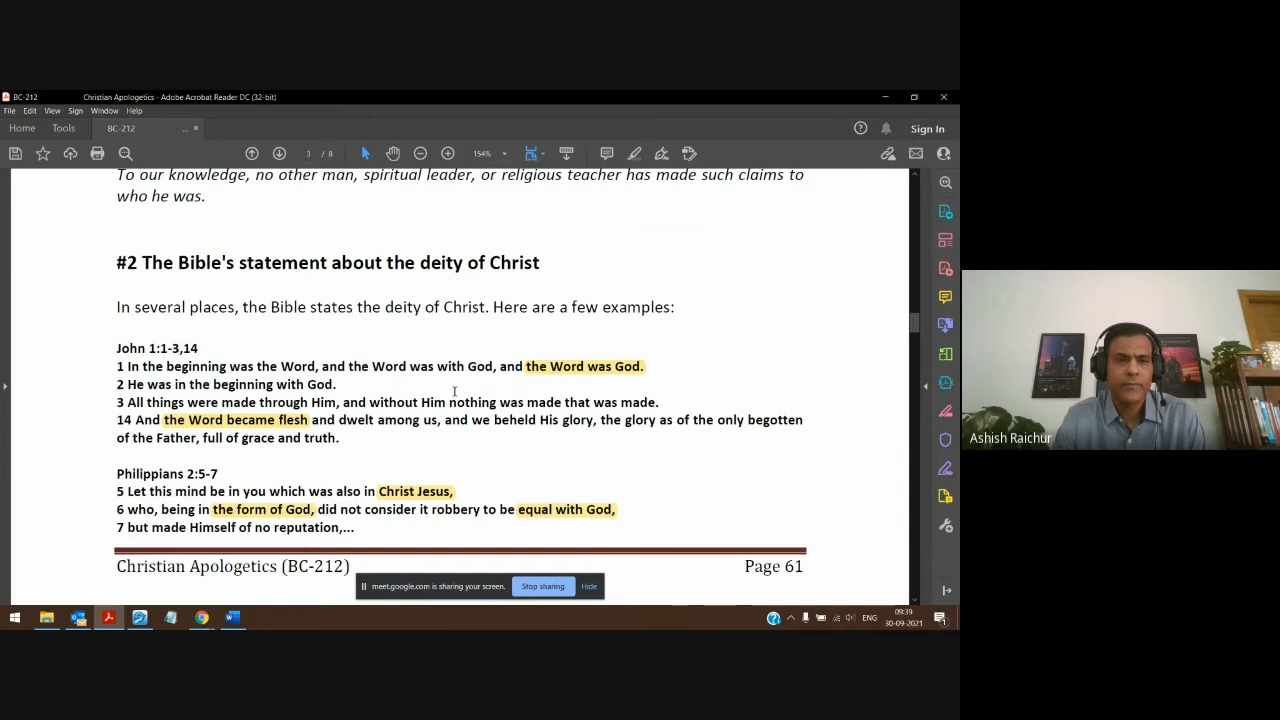 BC-212 Christian Apologetics - Adobe Acrobat Reader DC (32-bit)
File Edit View Sign Window Help
Home Tools BC-212 ... × Sign In
3 / 8 154%
To our knowledge, no other man, spiritual leader, or religious teacher has made such claims to
who he was.
#2 The Bible's statement about the deity of Christ
In several places, the Bible states the deity of Christ. Here are a few examples:
John 1:1-3,14
1 In the beginning was the Word, and the Word was with God, and the Word was God.
2 He was in the beginning with God.
3 All things were made through Him, and without Him nothing was made that was made.
14 And the Word became flesh and dwelt among us, and we beheld His glory, the glory as of the only begotten
of the Father, full of grace and truth.
Philippians 2:5-7
5 Let this mind be in you which was also in Christ Jesus,
6 who, being in the form of God, did not consider it robbery to be equal with God,
7 but made Himself of no reputation,...
Christian Apologetics (BC-212) Page 61
meet.google.com is sharing your screen. Stop sharing Hide
ENG 09:39
30-09-2021
Ashish Raichur